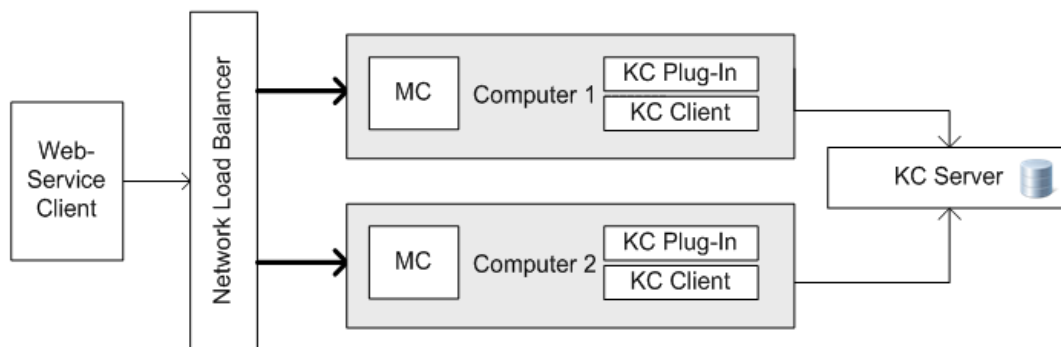 Web-
Service
Client
Network Load Balancer
MC
Computer 1
KC Plug-In
KC Client
MC
Computer 2
KC Plug-In
KC Client
KC Server